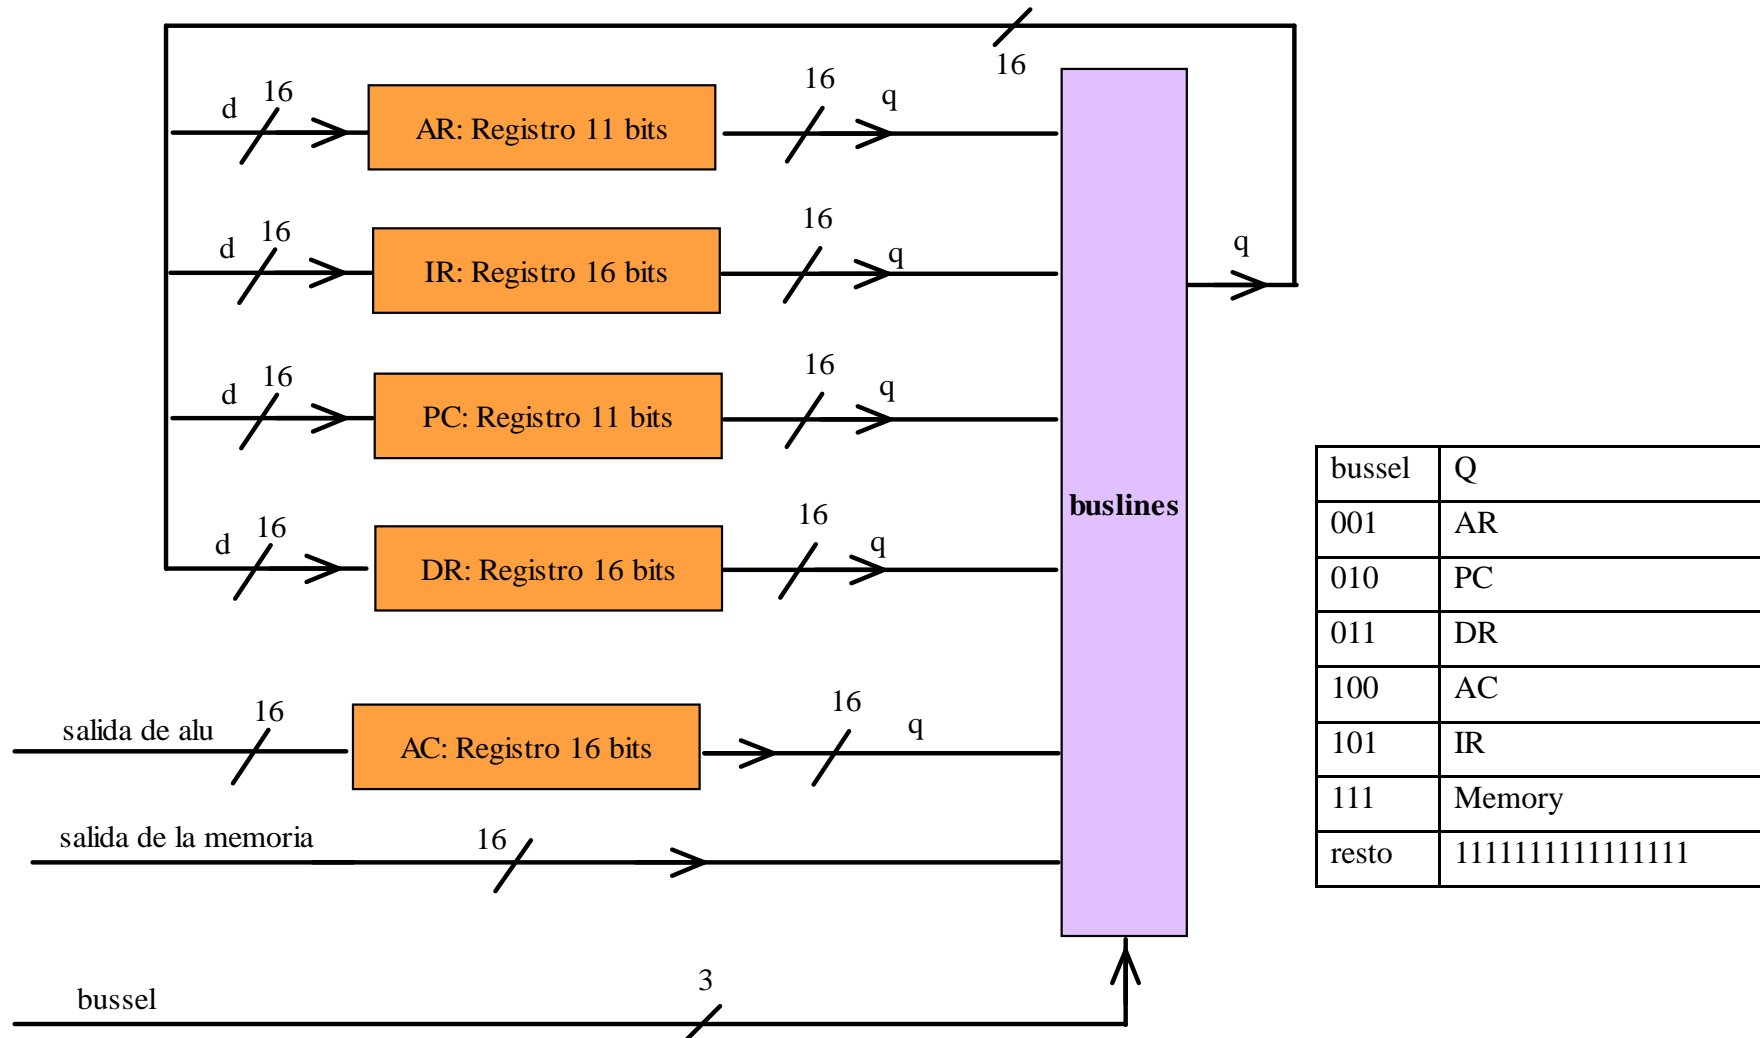 16
d 16 AR: Registro 11 bits 16 q
d 16 IR: Registro 16 bits 16 q
q
d 16 PC: Registro 11 bits 16 q
d 16 DR: Registro 16 bits 16 q
buslines
salida de alu 16 AC: Registro 16 bits 16 q
salida de la memoria 16
bussel 3
bussel Q
001 AR
010 PC
011 DR
100 AC
101 IR
111 Memory
resto 1111111111111111